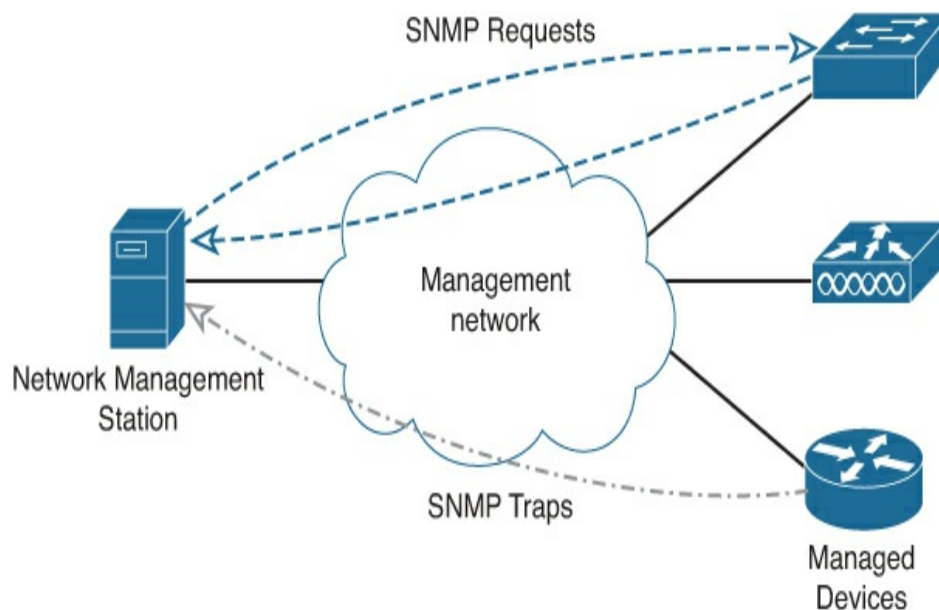 SNMP Requests
Management
network
Network Management
Station
SNMP Traps
Managed
Devices